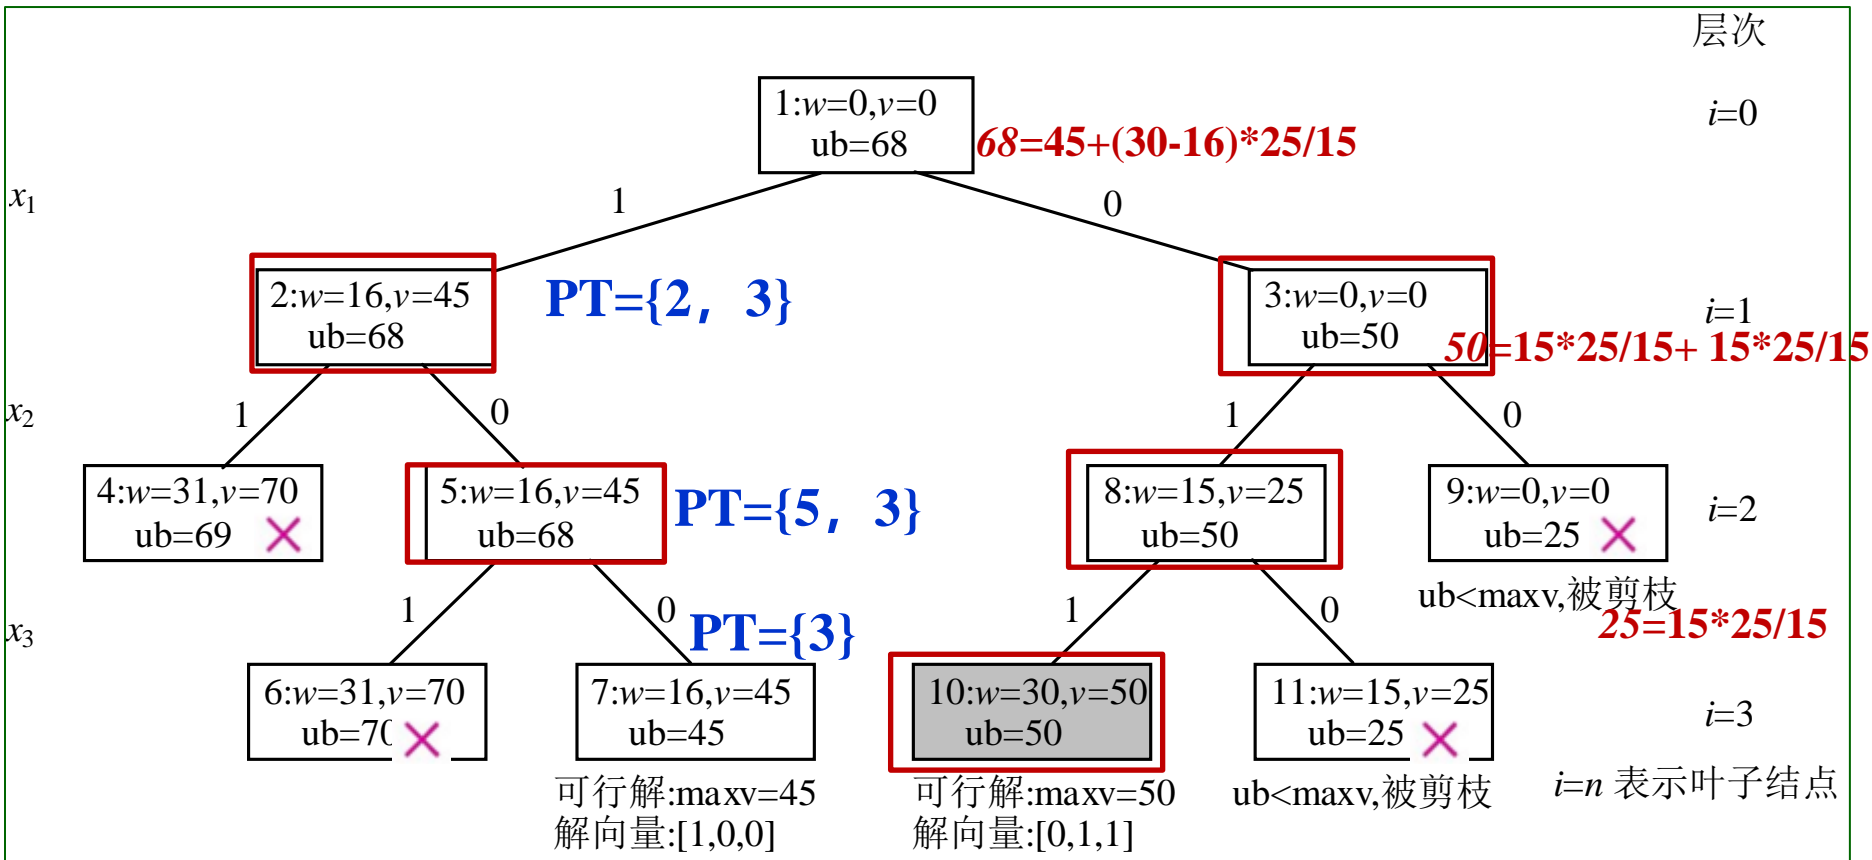 层次
1:w=0,v=0
ub=68
68=45+(30-16)*25/15
i=0
x1
1
0
2:w=16,v=45
ub=68
PT={2, 3}
3:w=0,v=0
ub=50
i=1
50=15*25/15+ 15*25/15
x2
1
0
1
0
4:w=31,v=70
ub=69
5:w=16,v=45
ub=68
PT={5, 3}
8:w=15,v=25
ub=50
9:w=0,v=0
ub=25
i=2
ub<maxv,被剪枝
25=15*25/15
x3
1
0
PT={3}
1
0
6:w=31,v=70
ub=70
7:w=16,v=45
ub=45
10:w=30,v=50
ub=50
11:w=15,v=25
ub=25
i=3
可行解:maxv=45
解向量:[1,0,0]
可行解:maxv=50
解向量:[0,1,1]
ub<maxv,被剪枝
i=n 表示叶子结点